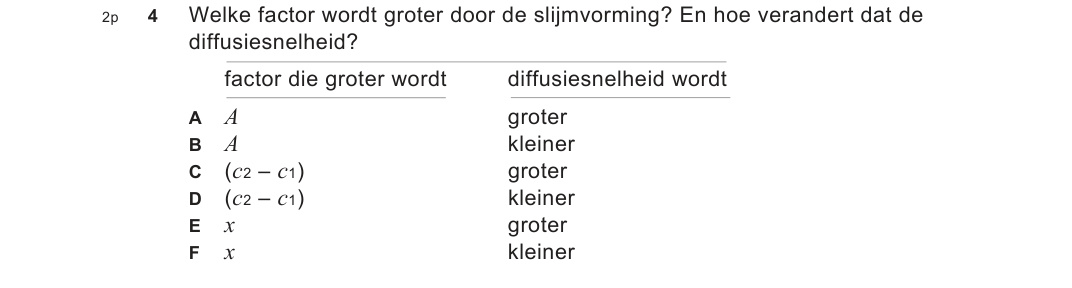 2p 4 Welke factor wordt groter door de slijmvorming? En hoe verandert dat de
diffusiesnelheid?
factor die groter wordt diffusiesnelheid wordt
A A groter
B A kleiner
C (c2 – c1) groter
D (c2 – c1) kleiner
E x groter
F x kleiner